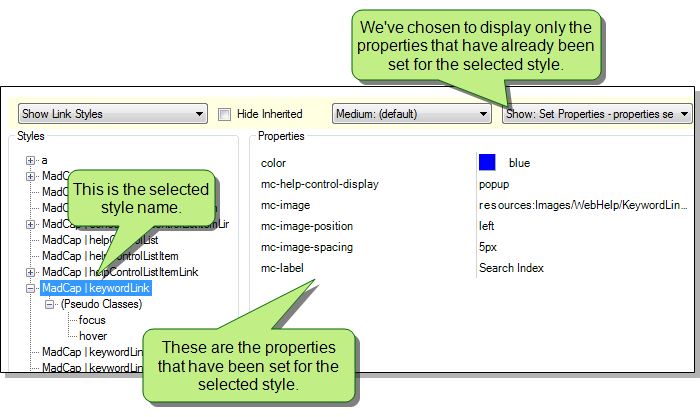 We've chosen to display only the
properties that have already been
set for the selected style.
Show Link Styles
Hide Inherited
Medium: (default)
Show: Set Properties - properties se
Styles
Properties
a
MadC
MadC
This is the selected
style name.
MadCap | helpControlList
MadCap | helpControlListItem
MadCap | helpControlListItemLink
MadCap | keywordLink
(Pseudo Classes)
focus
hover
MadCap | keywordLin
MadCap | keywordLin
color blue
mc-help-control-display popup
mc-image resources:Images/WebHelp/KeywordLin...
mc-image-position left
mc-image-spacing 5px
mc-label Search Index
These are the properties
that have been set for the
selected style.